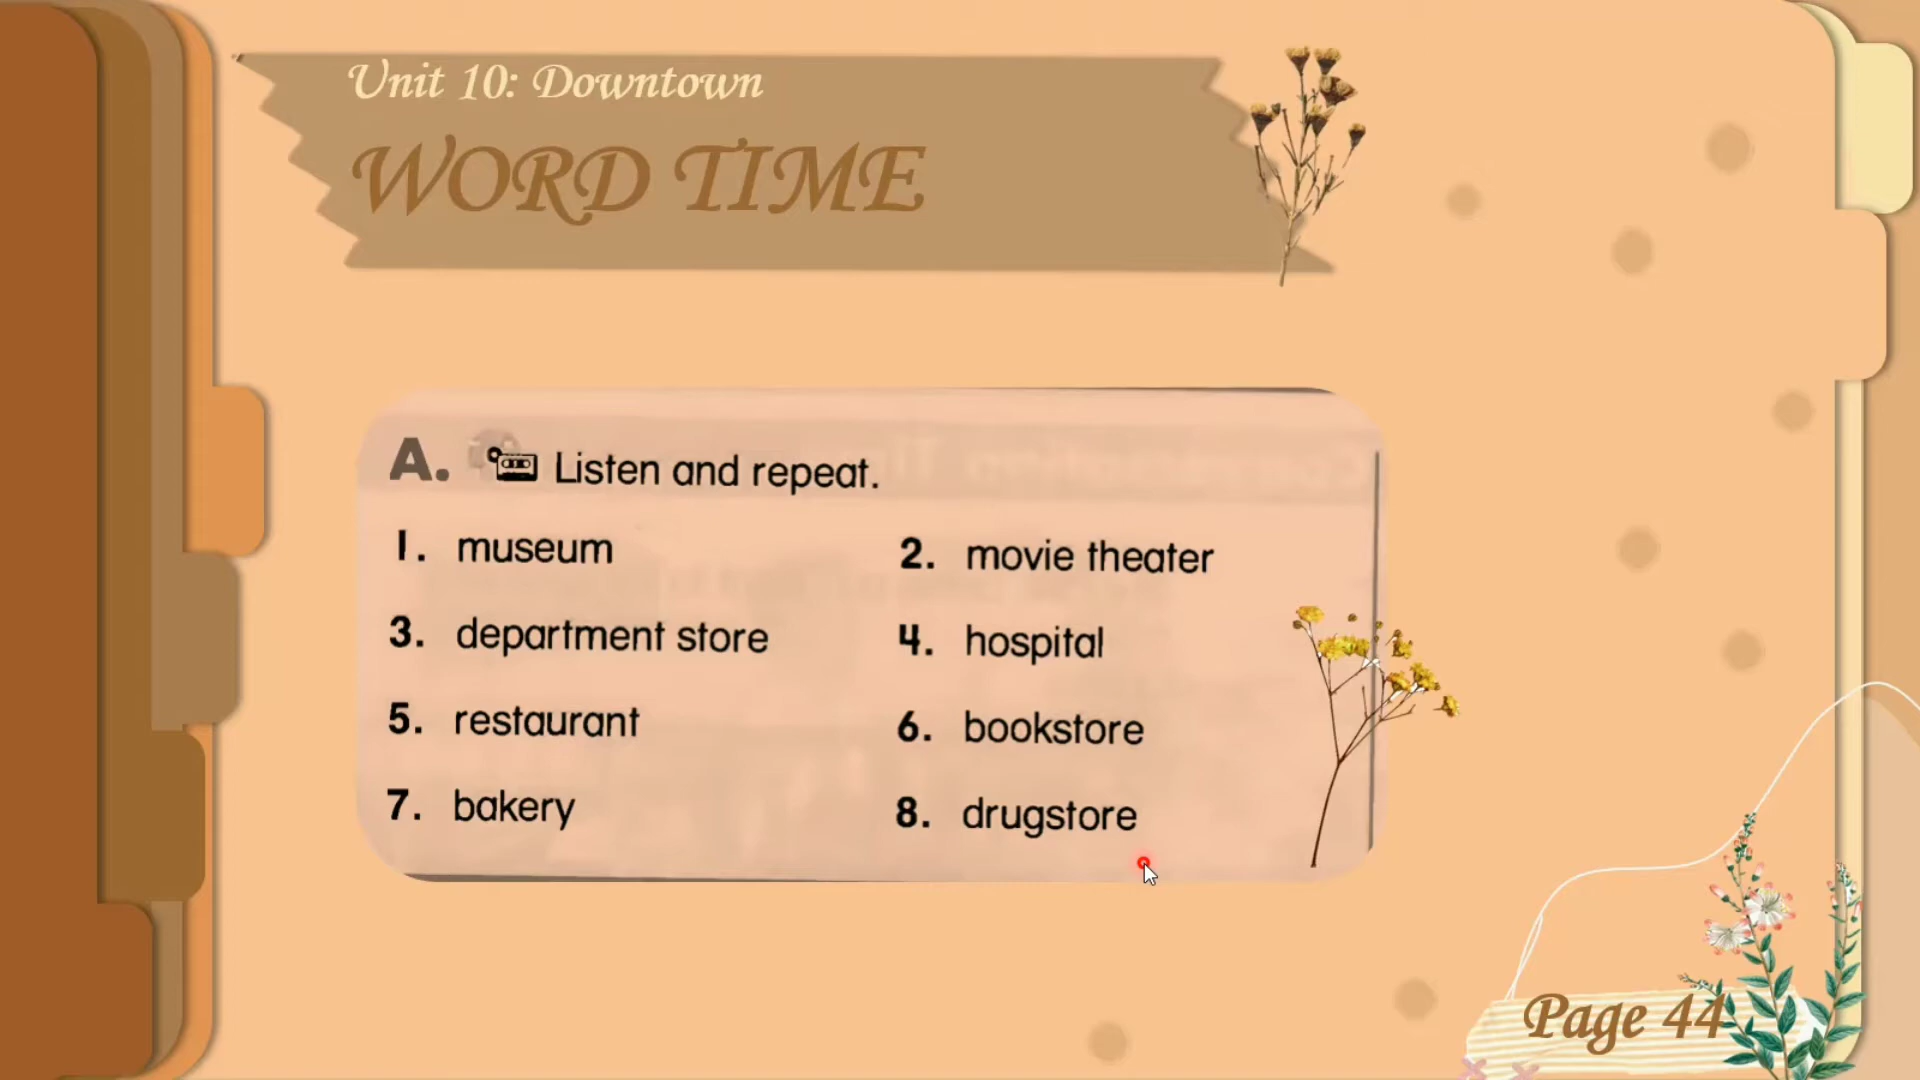 Unit 10: Downtown
WORD TIME
A. Listen and repeat.
1. museum
2. movie theater
3. department store
4. hospital
5. restaurant
6. bookstore
7. bakery
8. drugstore
Page 44